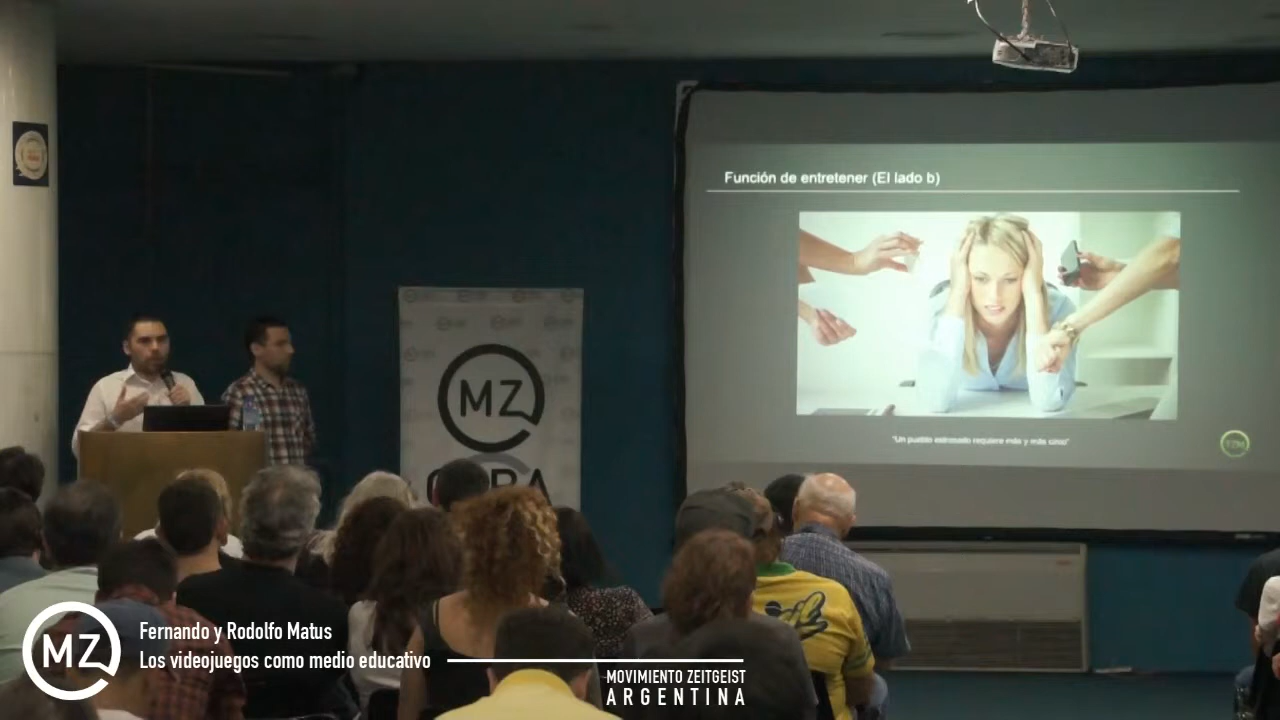 Función de entretener (El lado b)
"Un pueblo estresado requiere más y más circo"
MZ
MZ
Fernando y Rodolfo Matus
Los videojuegos como medio educativo
MOVIMIENTO ZEITGEIST
ARGENTINA